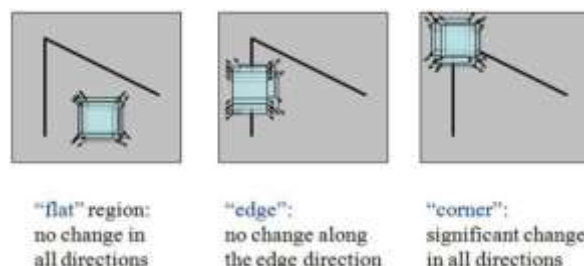 "flat" region:
no change in
all directions
"edge":
no change along
the edge direction
"corner":
significant change
in all directions